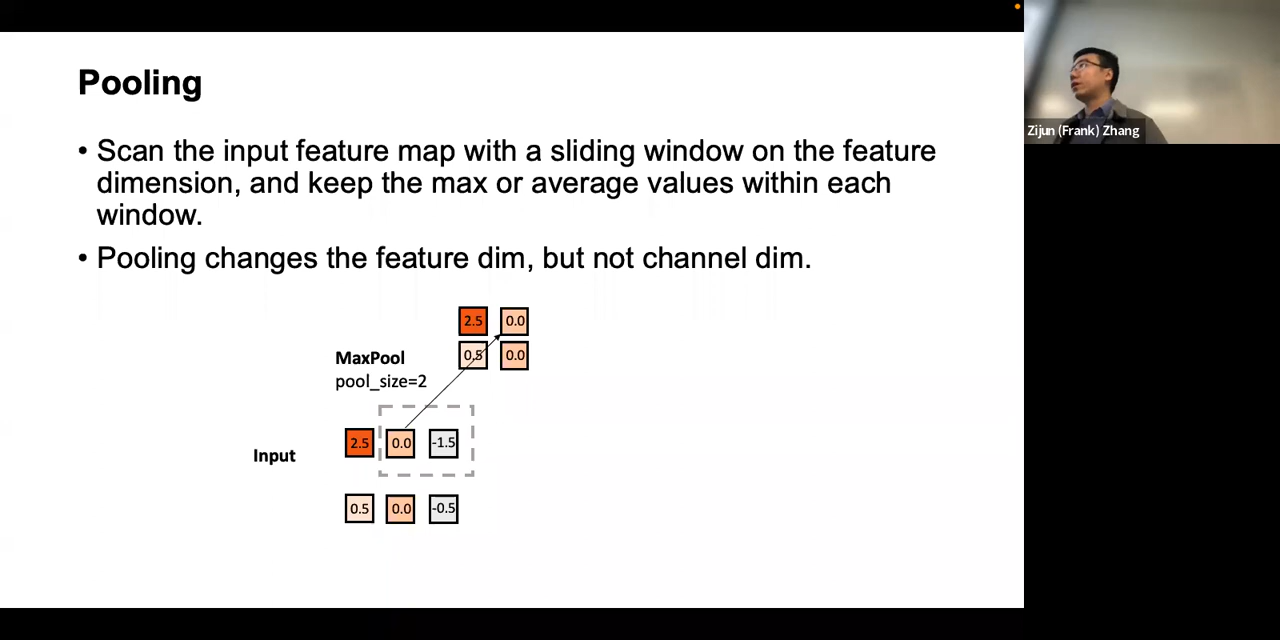 Pooling
• Scan the input feature map with a sliding window on the feature
dimension, and keep the max or average values within each
window.
• Pooling changes the feature dim, but not channel dim.
2.5 0.0
MaxPool 0.5 0.0
pool_size=2
2.5 0.0 -1.5
Input
0.5 0.0 -0.5
Zijun (Frank) Zhang